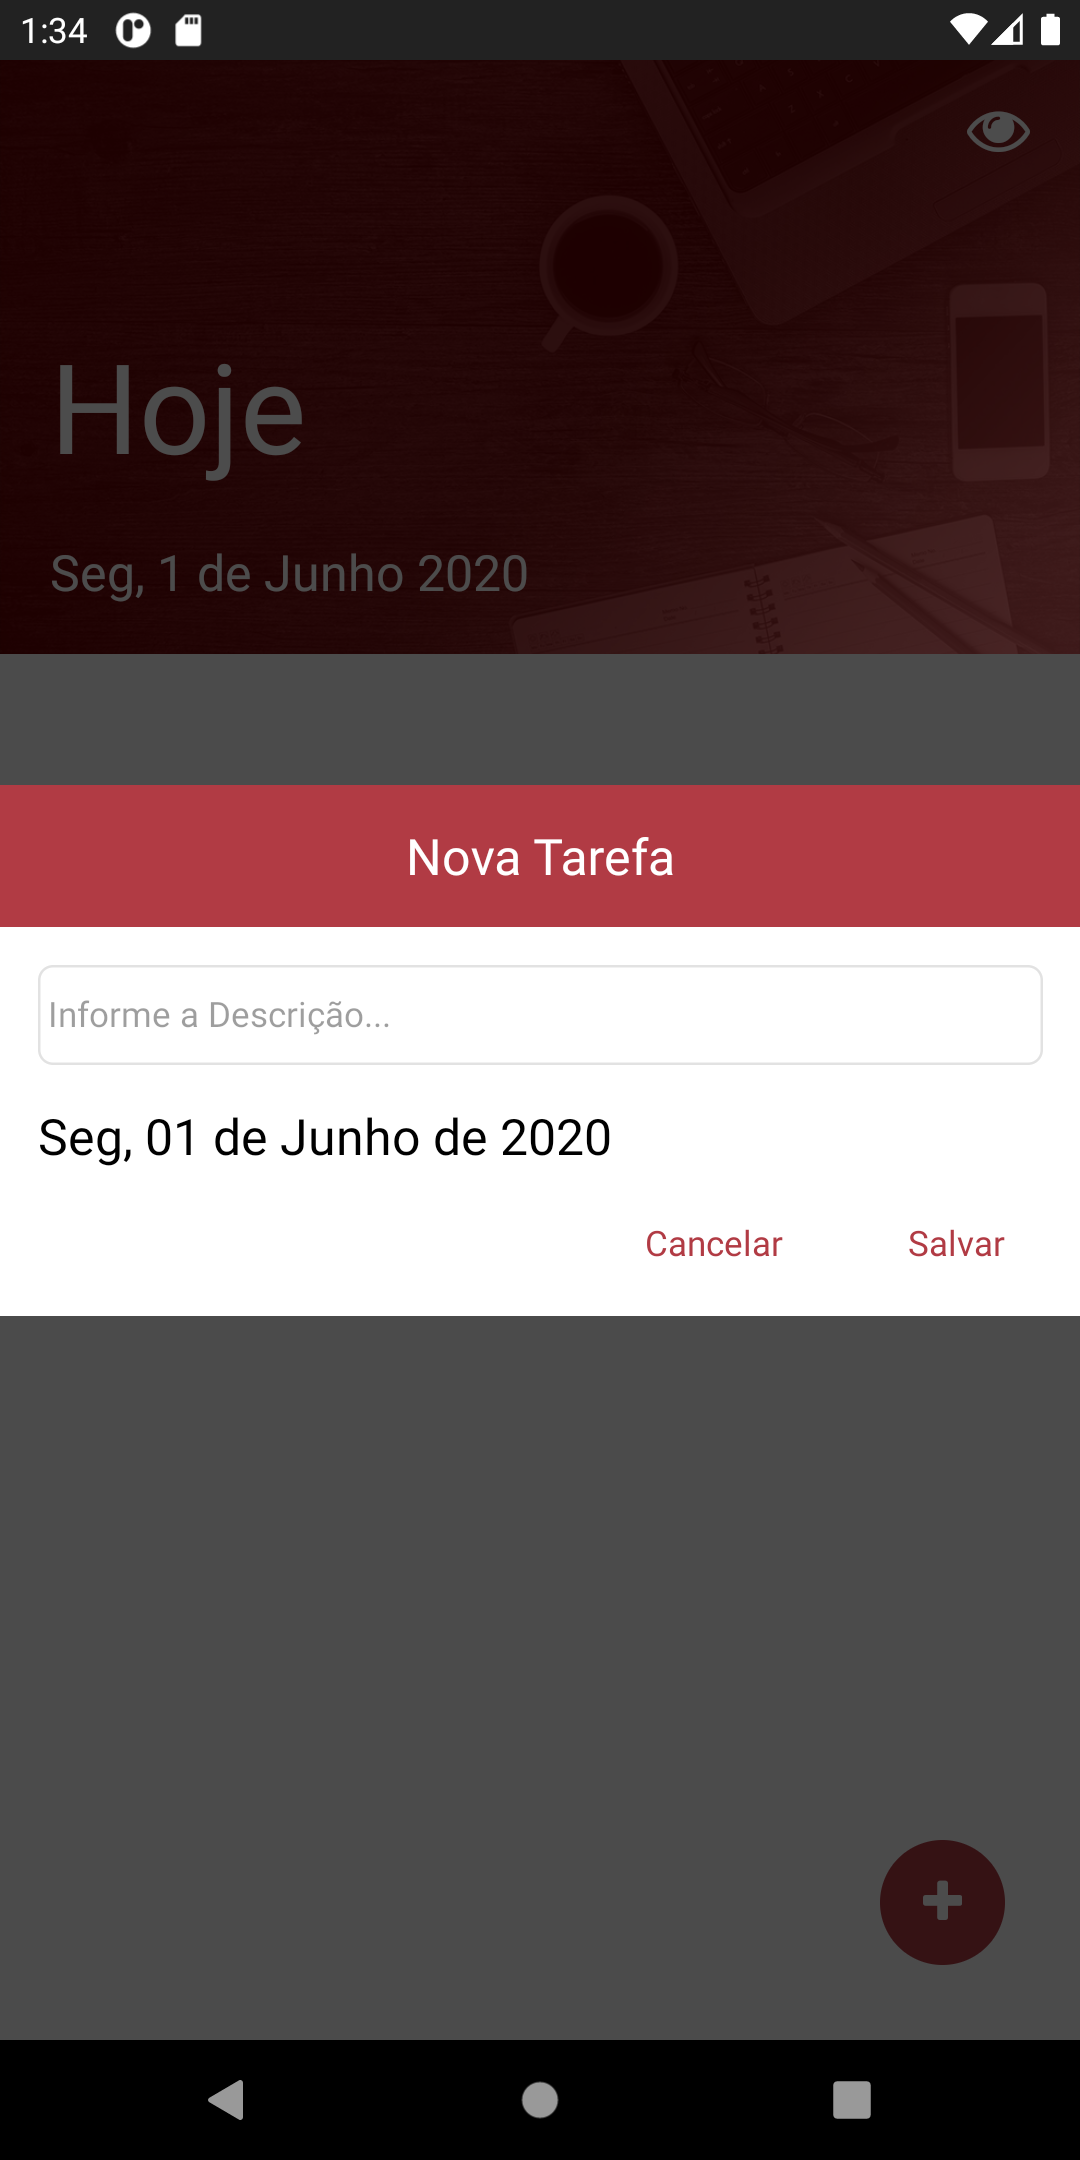 1:34
Hoje
Seg, 1 de Junho 2020
Nova Tarefa
Informe a Descrição...
Seg, 01 de Junho de 2020
Cancelar Salvar